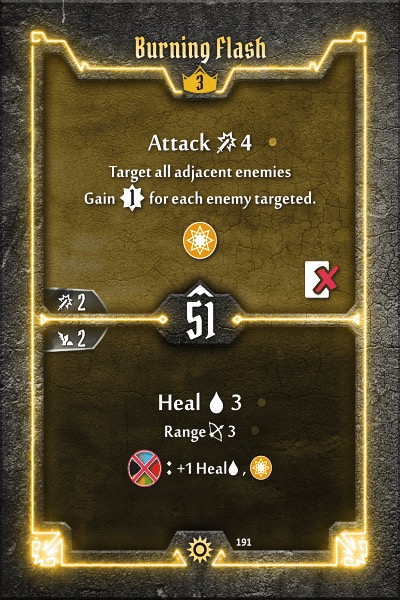 Burning Flash
3
Attack 4
Target all adjacent enemies
Gain 1 for each enemy targeted.
2
51
2
Heal 3
Range 3
: +1 Heal ,
191